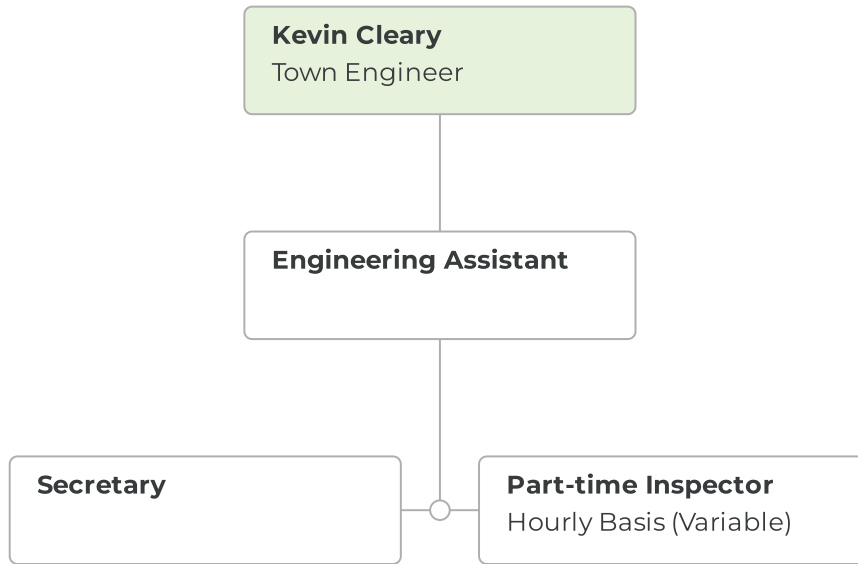 Kevin Cleary
Town Engineer
Engineering Assistant
Secretary
Part-time Inspector
Hourly Basis (Variable)